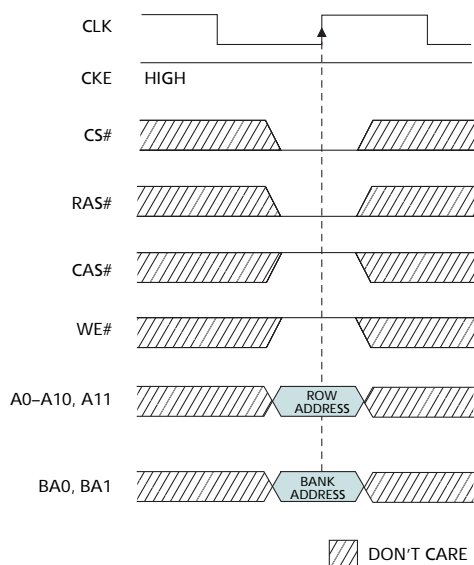 CLK
CKE HIGH
CS#
RAS#
CAS#
WE#
A0–A10, A11
ROW
ADDRESS
BA0, BA1
BANK
ADDRESS
DON'T CARE